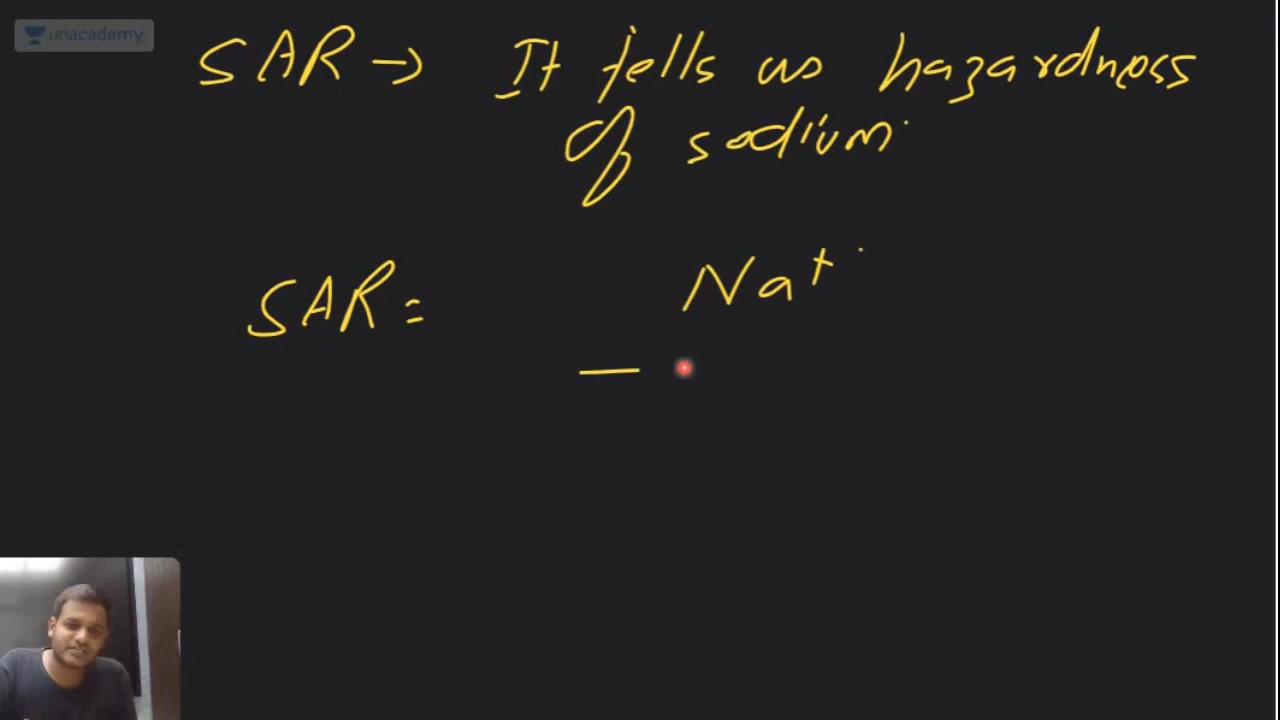 unacademy
SAR → It tells us hazardness
of sodium.
SAR = Na⁺